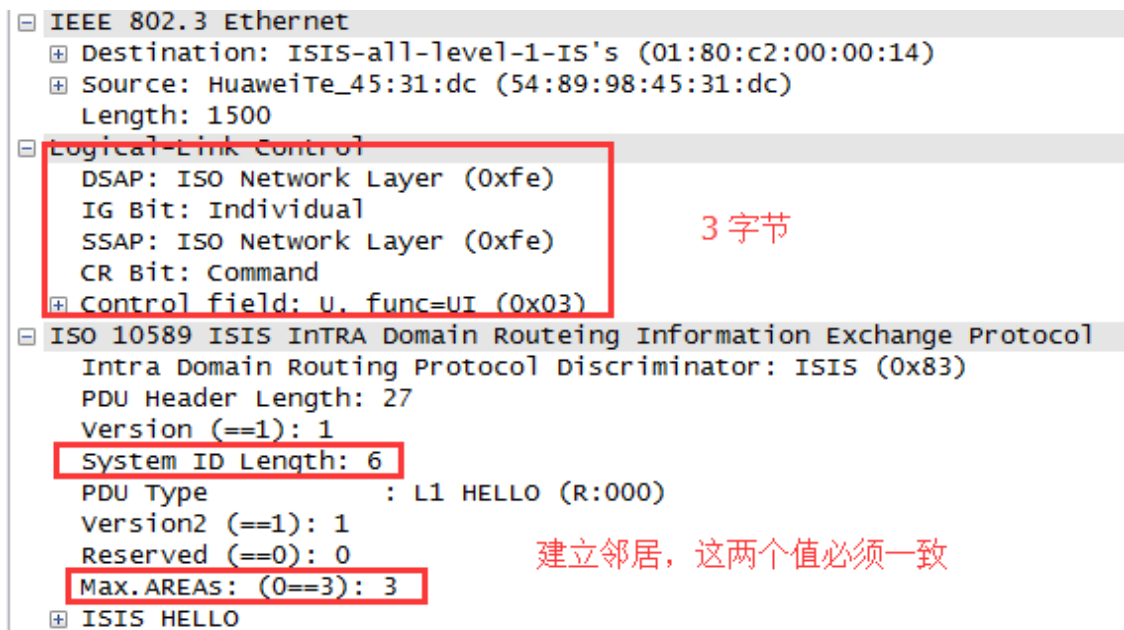 IEEE 802.3 Ethernet
Destination: ISIS-all-level-1-IS's (01:80:c2:00:00:14)
Source: HuaweiTe_45:31:dc (54:89:98:45:31:dc)
Length: 1500
Logical-Link Control
DSAP: ISO Network Layer (0xfe)
IG Bit: Individual
3 字节
SSAP: ISO Network Layer (0xfe)
CR Bit: Command
Control field: U, func=UI (0x03)
ISO 10589 ISIS InTRA Domain Routeing Information Exchange Protocol
Intra Domain Routing Protocol Discriminator: ISIS (0x83)
PDU Header Length: 27
Version (==1): 1
System ID Length: 6
PDU Type : L1 HELLO (R:000)
Version2 (==1): 1
Reserved (==0): 0
建立邻居，这两个值必须一致
Max.AREAs: (0==3): 3
ISIS HELLO